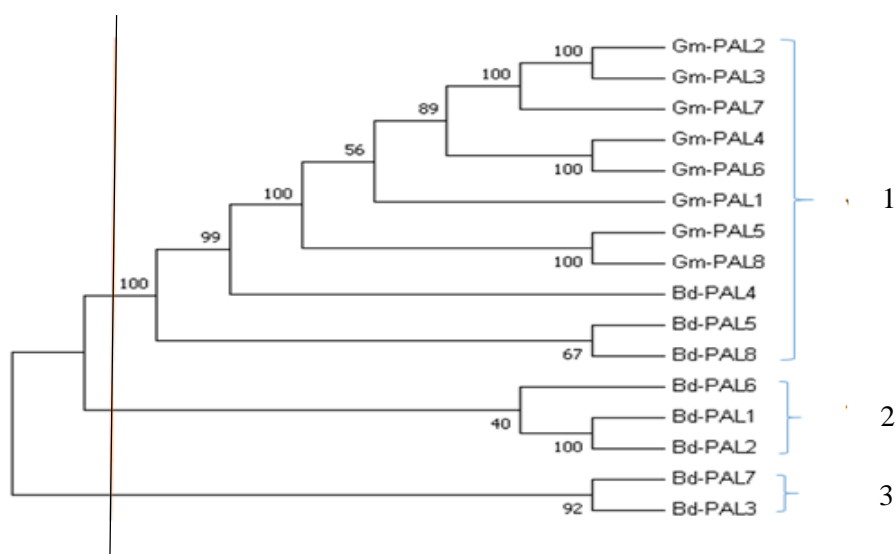 100 Gm-PAL2
100 Gm-PAL3
89 Gm-PAL7
56 Gm-PAL4
100 Gm-PAL6
100 Gm-PAL1 1
99 Gm-PAL5
100 Gm-PAL8
100 Bd-PAL4
Bd-PAL5
67 Bd-PAL8
Bd-PAL6
40 Bd-PAL1 2
100 Bd-PAL2
Bd-PAL7
92 Bd-PAL3 3